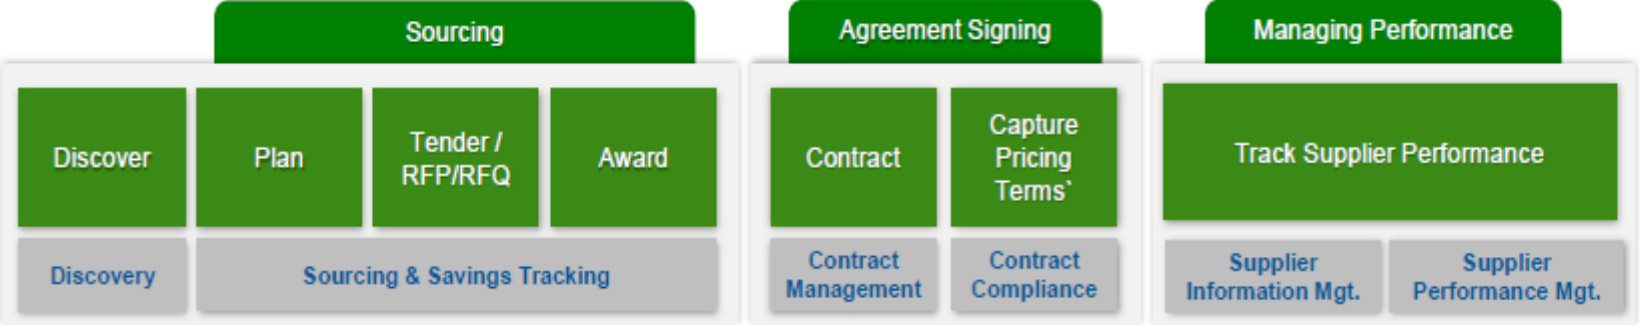 Sourcing
Agreement Signing
Managing Performance
Discover
Plan
Tender /
RFP/RFQ
Award
Contract
Capture
Pricing
Terms`
Track Supplier Performance
Discovery
Sourcing & Savings Tracking
Contract
Management
Contract
Compliance
Supplier
Information Mgt.
Supplier
Performance Mgt.